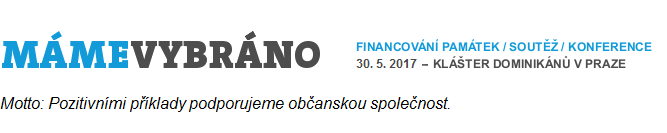 MÁMEVYBRÁNO
FINANCOVÁNÍ PAMÁTEK / SOUTĚŽ / KONFERENCE
30. 5. 2017 – KLÁŠTER DOMINIKÁNŮ V PRAZE
Motto: Pozitivními příklady podporujeme občanskou společnost.